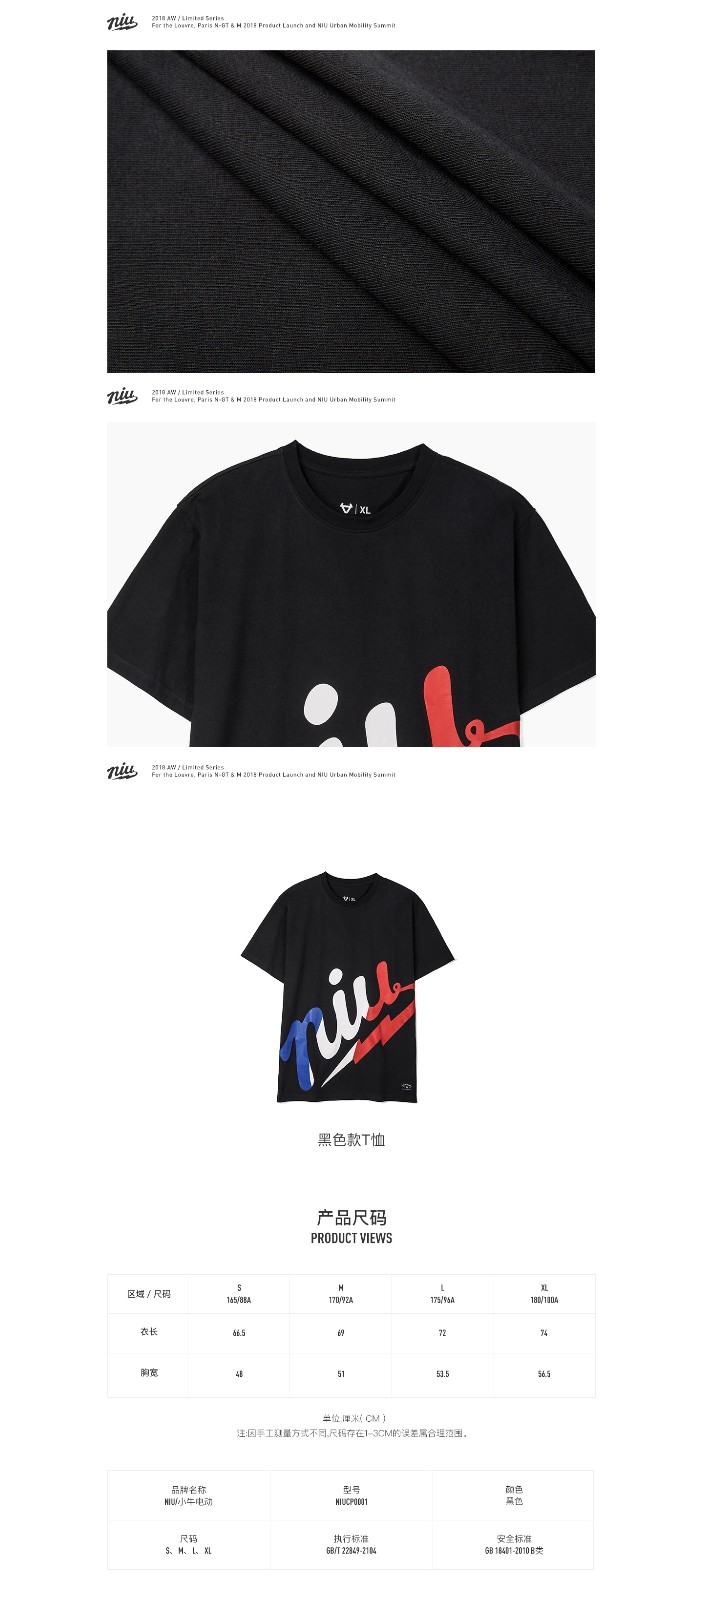 niu
2018 AW / Limited Series
For the Louvre, Paris N-GT & M 2018 Product Launch and NIU Urban Mobility Summit
niu
2018 AW / Limited Series
For the Louvre, Paris N-GT & M 2018 Product Launch and NIU Urban Mobility Summit
XL
niu
niu
2018 AW / Limited Series
For the Louvre, Paris N-GT & M 2018 Product Launch and NIU Urban Mobility Summit
XL
niu
黑色款T恤
产品尺码
PRODUCT VIEWS
区域 / 尺码 S 165/88A M 170/92A L 175/96A XL 180/100A
衣长 66.5 69 72 74
胸宽 48 51 53.5 56.5
单位:厘米( CM )
注:因手工测量方式不同,尺码存在1-3CM的误差属合理范围。
品牌名称 型号 颜色
NIU/小牛电动 NIUCP0001 黑色
尺码 执行标准 安全标准
S、M、L、XL GB/T 22849-2104 GB 18401-2010 B类